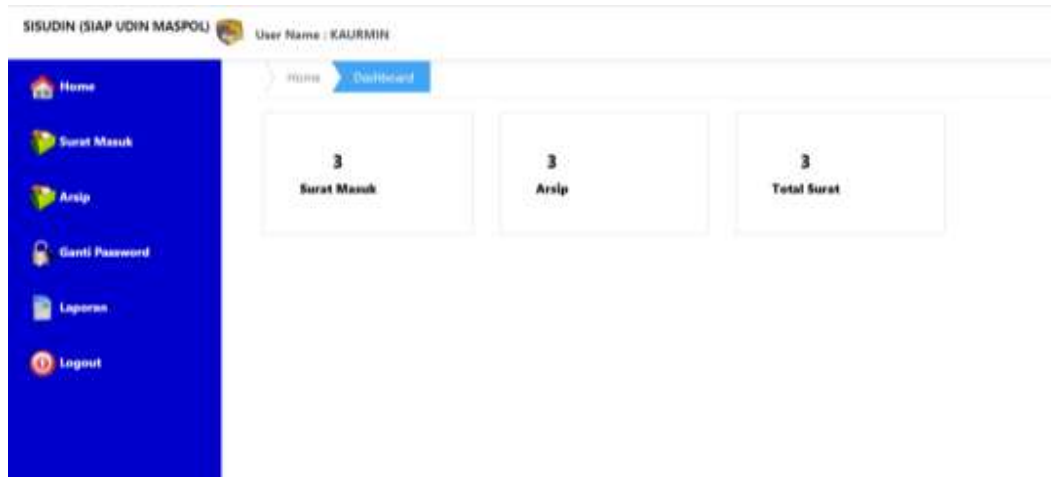 SISUDIN (SIAP UDIN MASPOL)
User Name : KAURMIN
Home
Surat Masuk
Arsip
Ganti Password
Laporan
Logout
Home Dashboard
3
Surat Masuk
3
Arsip
3
Total Surat